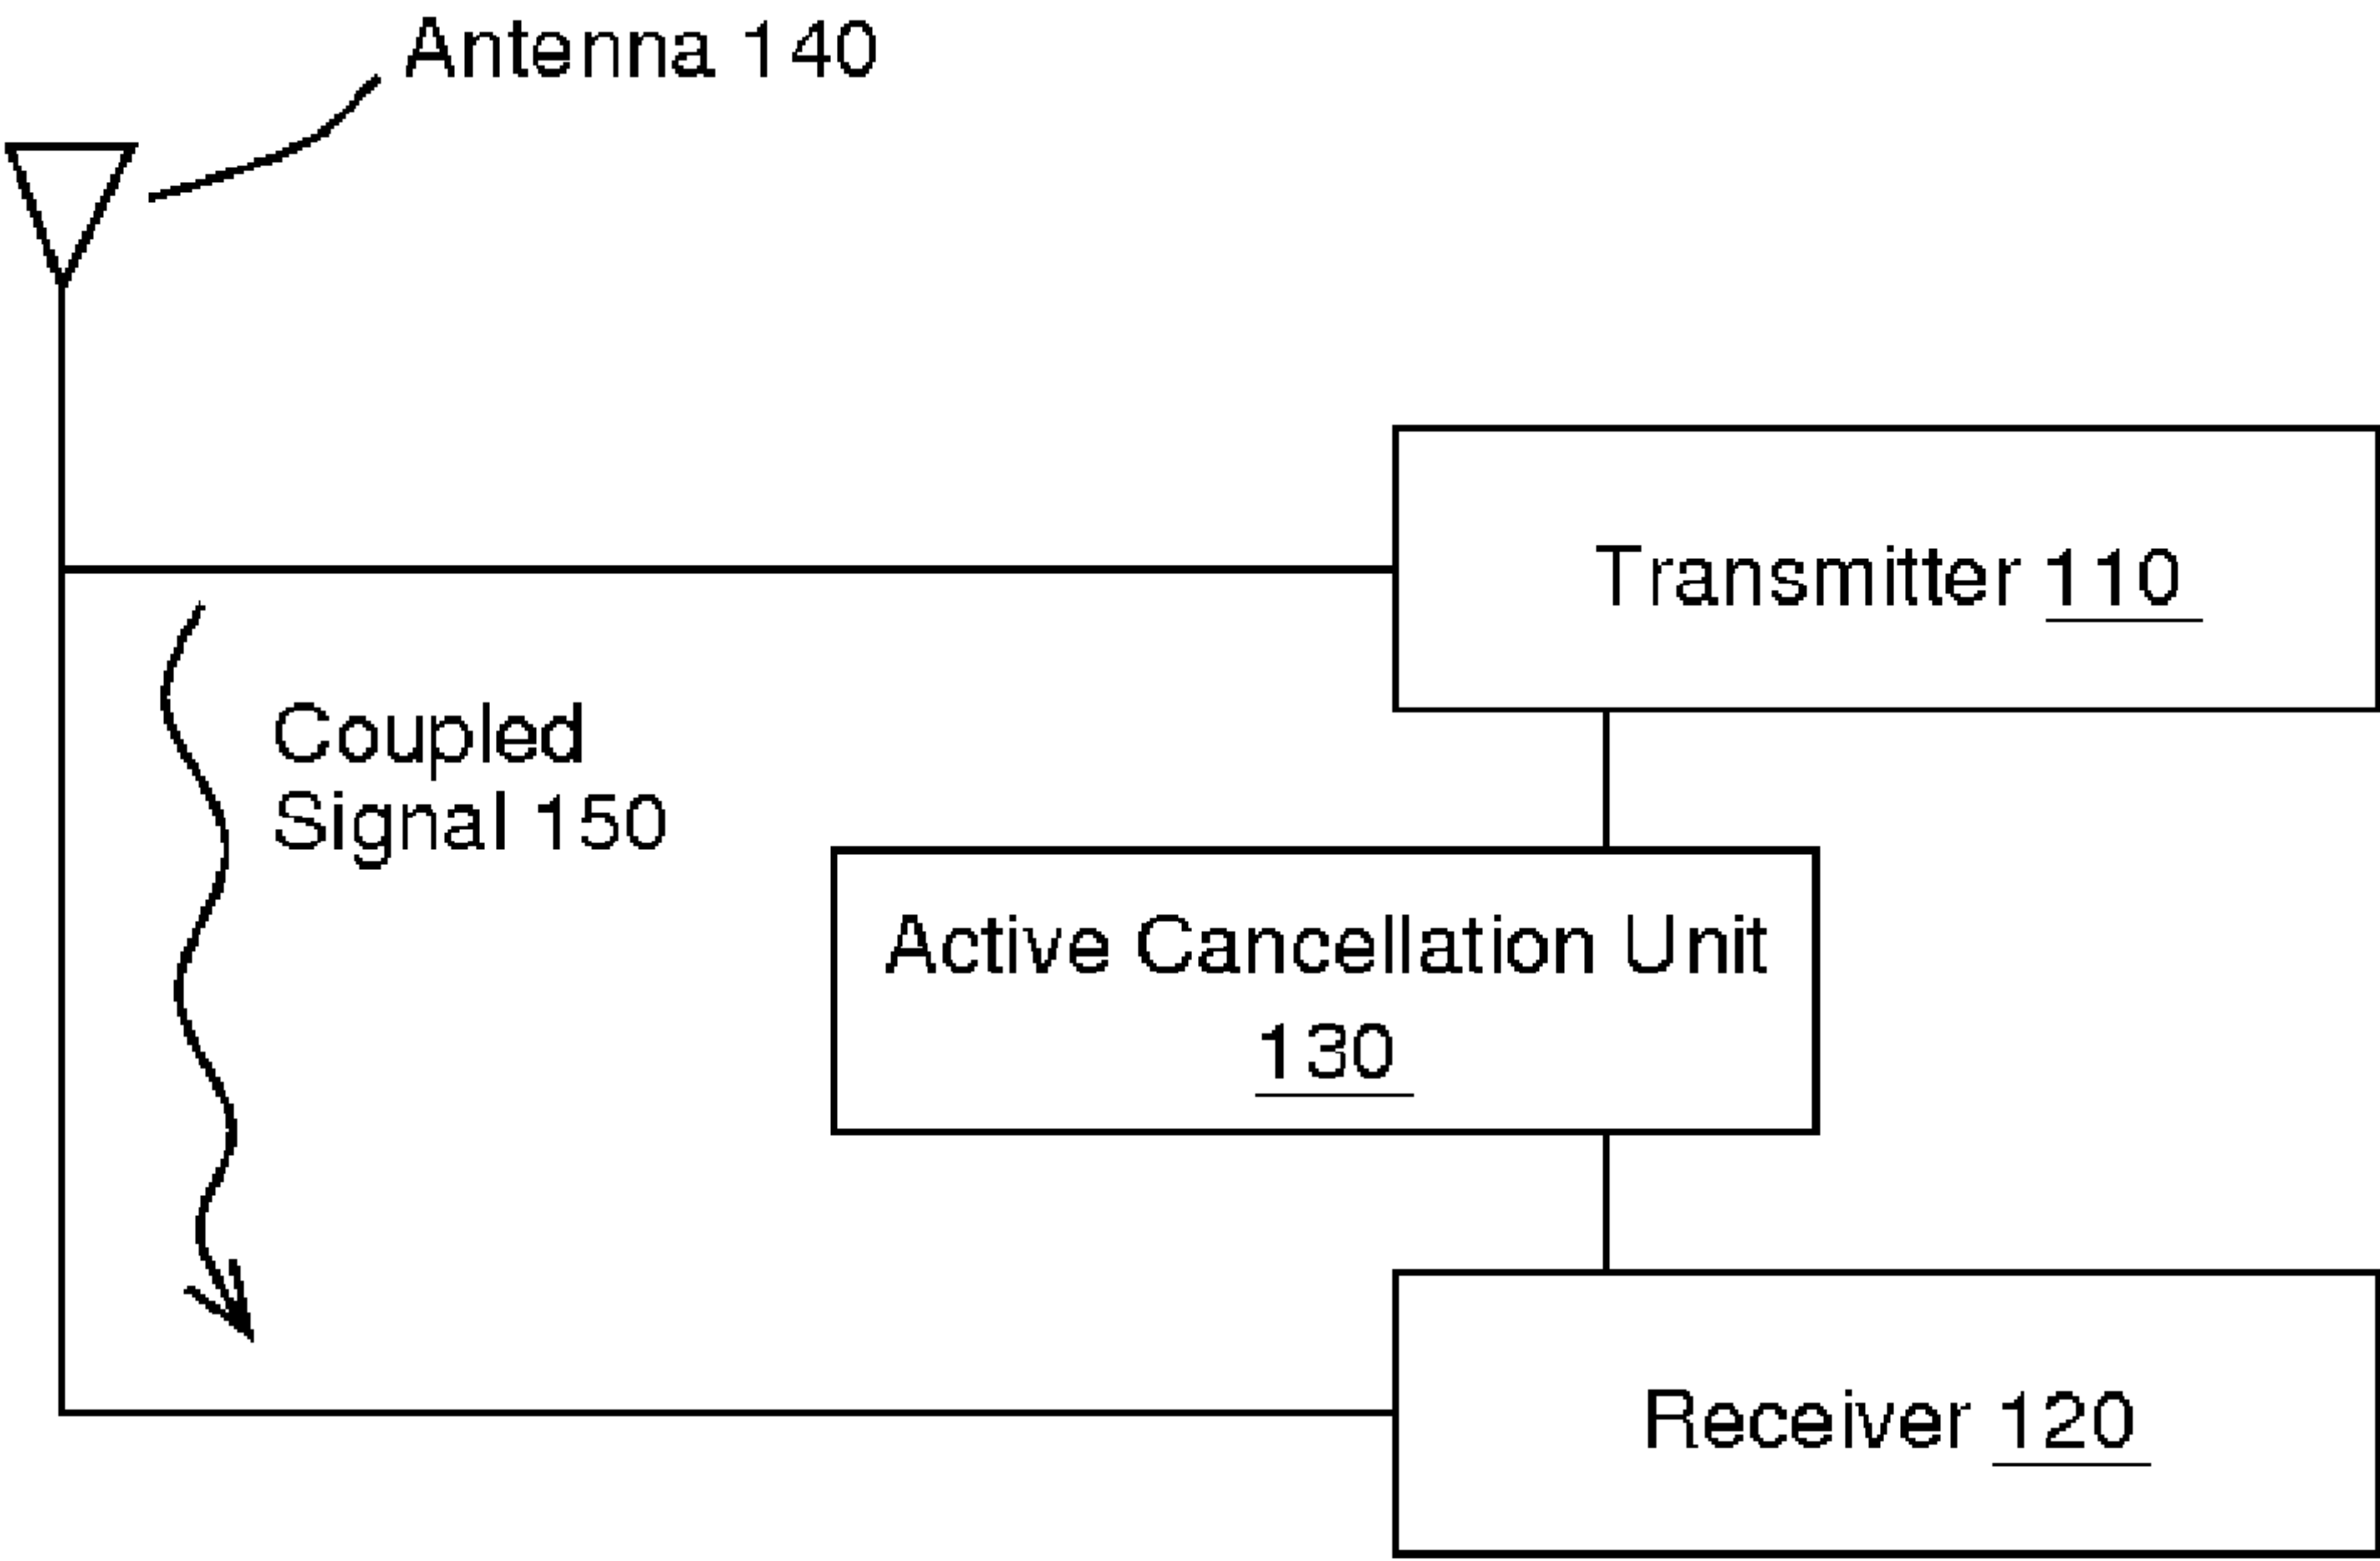 Antenna 140
Transmitter 110
Coupled
Signal 150
Active Cancellation Unit
130
Receiver 120